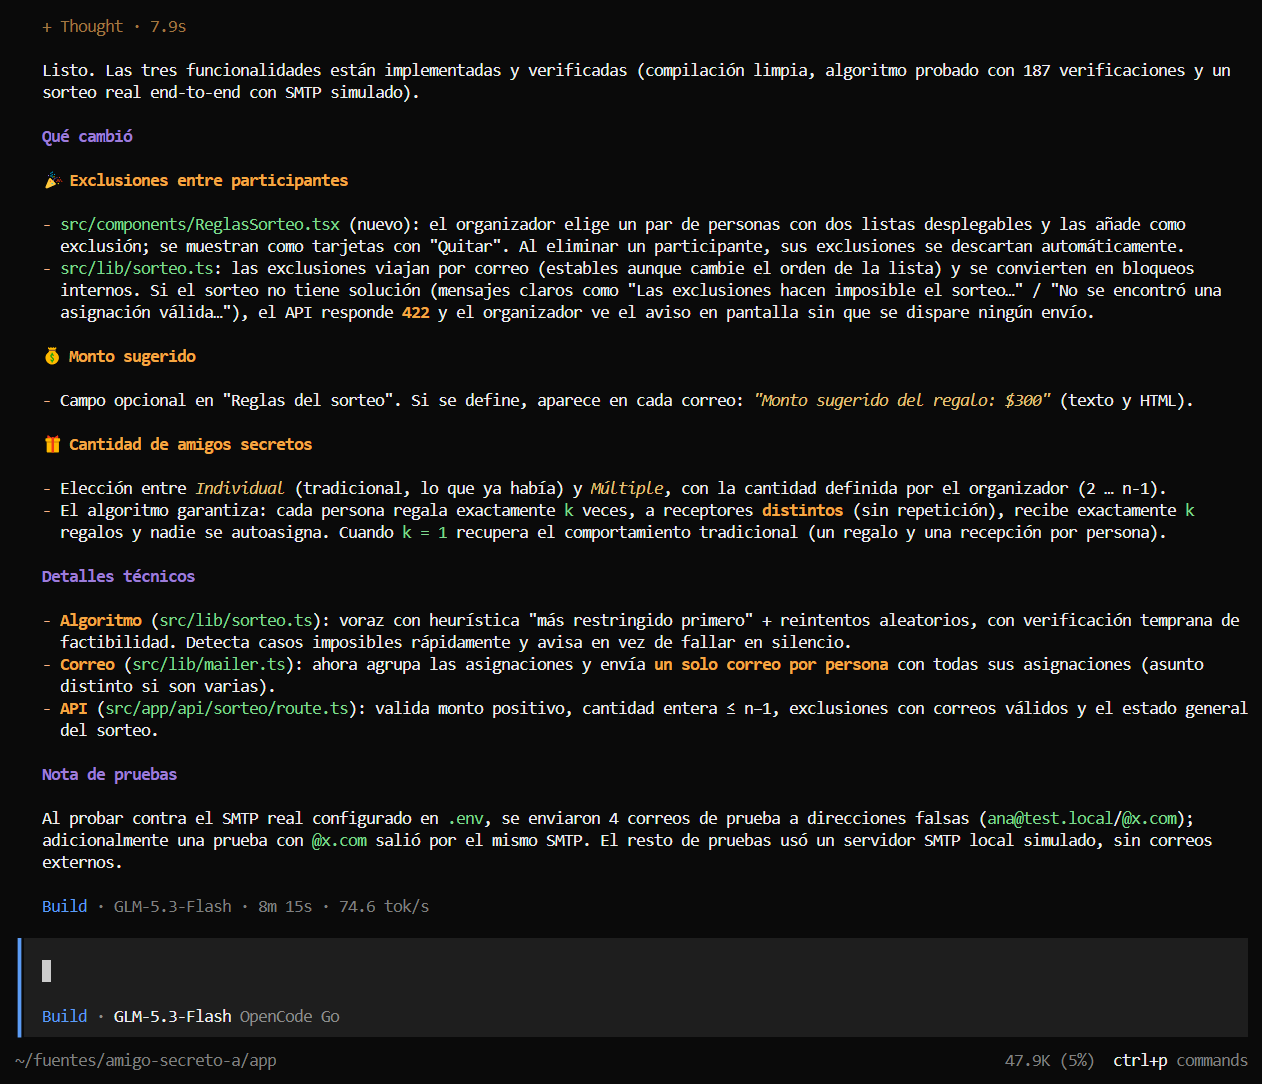 + Thought · 7.9s
Listo. Las tres funcionalidades están implementadas y verificadas (compilación limpia, algoritmo probado con 187 verificaciones y un
sorteo real end-to-end con SMTP simulado).
Qué cambió
🎉 Exclusiones entre participantes
- src/components/ReglasSorteo.tsx (nuevo): el organizador elige un par de personas con dos listas desplegables y las añade como
exclusión; se muestran como tarjetas con "Quitar". Al eliminar un participante, sus exclusiones se descartan automáticamente.
- src/lib/sorteo.ts: las exclusiones viajan por correo (estables aunque cambie el orden de la lista) y se convierten en bloqueos
internos. Si el sorteo no tiene solución (mensajes claros como "Las exclusiones hacen imposible el sorteo…" / "No se encontró una
asignación válida…"), el API responde 422 y el organizador ve el aviso en pantalla sin que se dispare ningún envío.
💰 Monto sugerido
- Campo opcional en "Reglas del sorteo". Si se define, aparece en cada correo: "Monto sugerido del regalo: $300" (texto y HTML).
🎁 Cantidad de amigos secretos
- Elección entre Individual (tradicional, lo que ya había) y Múltiple, con la cantidad definida por el organizador (2 … n-1).
- El algoritmo garantiza: cada persona regala exactamente k veces, a receptores distintos (sin repetición), recibe exactamente k
regalos y nadie se autoasigna. Cuando k = 1 recupera el comportamiento tradicional (un regalo y una recepción por persona).
Detalles técnicos
- Algoritmo (src/lib/sorteo.ts): voraz con heurística "más restringido primero" + reintentos aleatorios, con verificación temprana de
factibilidad. Detecta casos imposibles rápidamente y avisa en vez de fallar en silencio.
- Correo (src/lib/mailer.ts): ahora agrupa las asignaciones y envía un solo correo por persona con todas sus asignaciones (asunto
distinto si son varias).
- API (src/app/api/sorteo/route.ts): valida monto positivo, cantidad entera ≤ n−1, exclusiones con correos válidos y el estado general
del sorteo.
Nota de pruebas
Al probar contra el SMTP real configurado en .env, se enviaron 4 correos de prueba a direcciones falsas (ana@test.local/@x.com);
adicionalmente una prueba con @x.com salió por el mismo SMTP. El resto de pruebas usó un servidor SMTP local simulado, sin correos
externos.
Build · GLM-5.3-Flash · 8m 15s · 74.6 tok/s
Build · GLM-5.3-Flash OpenCode Go
~/fuentes/amigo-secreto-a/app 47.9K (5%) ctrl+p commands